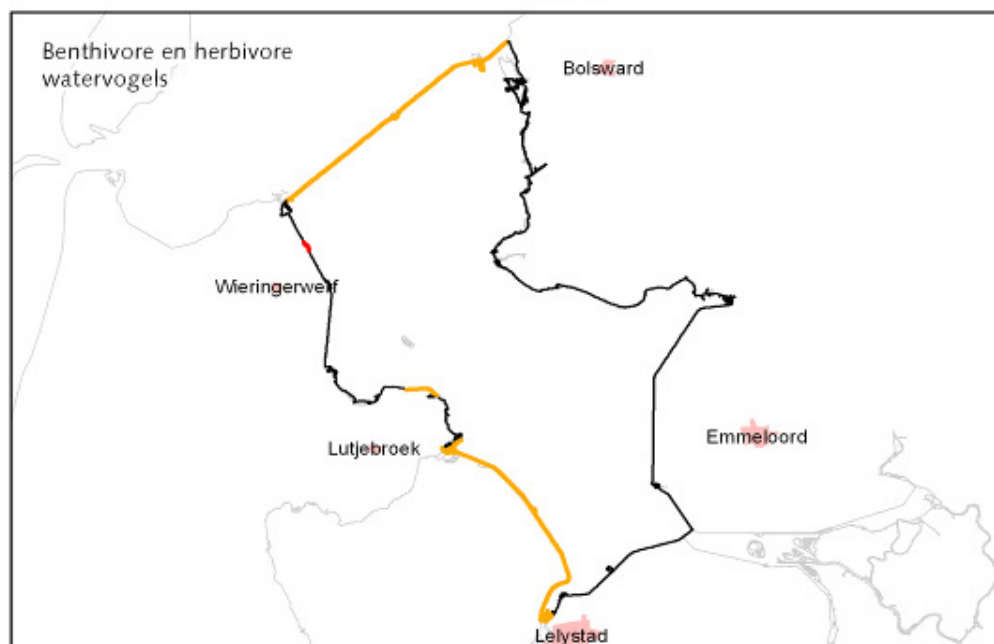 Benthivore en herbivore
watervogels
Bolsward
Wieringerwerf
Lutjebroek
Emmeloord
Lelystad